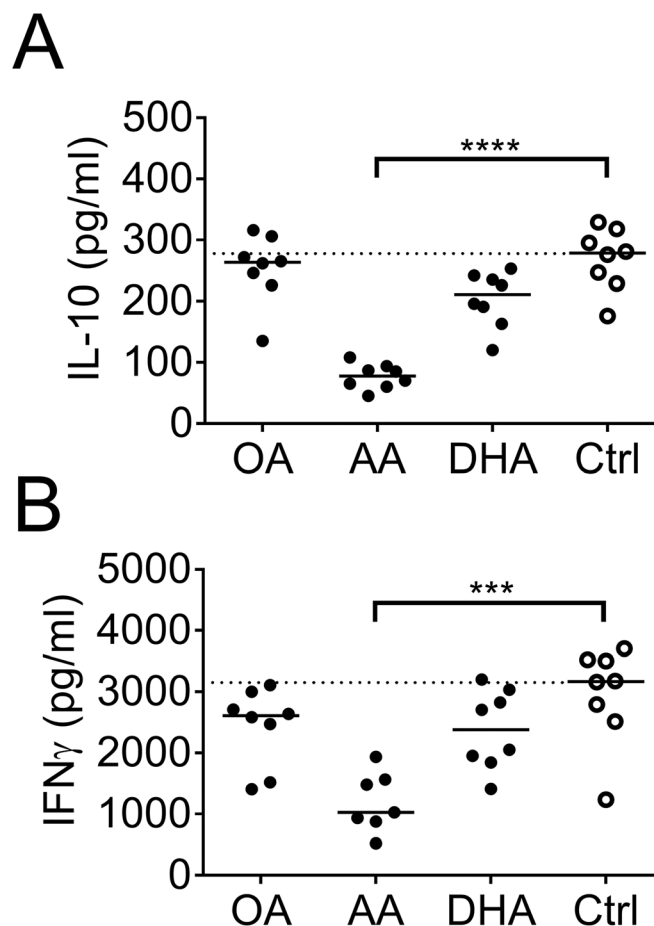 A
IL-10 (pg/ml)
500
400
300
200
100
0
****
OA AA DHA Ctrl
B
IFNγ (pg/ml)
5000
4000
3000
2000
1000
0
***
OA AA DHA Ctrl